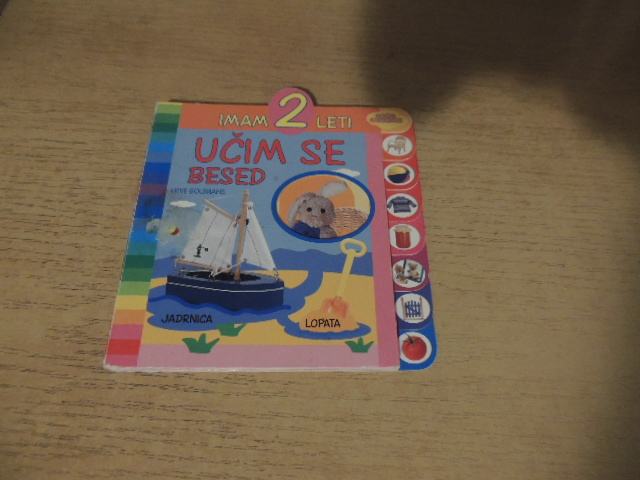 IMAM 2 LETI
UČIM SE
BESED
JADRNICA
LOPATA